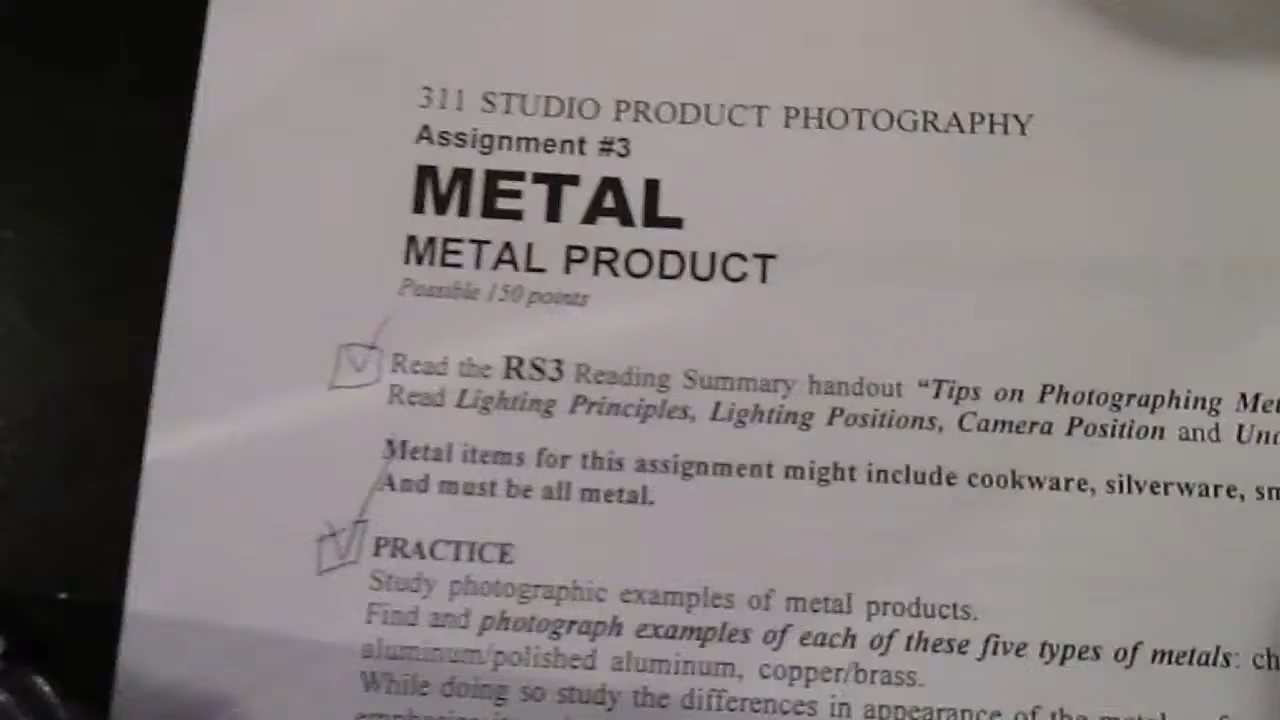 311 STUDIO PRODUCT PHOTOGRAPHY
Assignment #3
METAL
METAL PRODUCT
Possible 150 points
Read the RS3 Reading Summary handout “Tips on Photographing Met
Read Lighting Principles, Lighting Positions, Camera Position and Und
Metal items for this assignment might include cookware, silverware, sm
And must be all metal.
PRACTICE
Study photographic examples of metal products.
Find and photograph examples of each of these five types of metals: ch
aluminum/polished aluminum, copper/brass.
While doing so study the differences in appearance of the metal